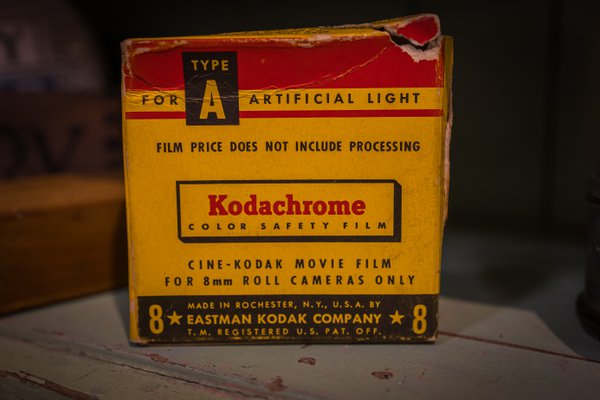 TYPE
A
FOR ARTIFICIAL LIGHT
FILM PRICE DOES NOT INCLUDE PROCESSING
Kodachrome
COLOR SAFETY FILM
CINE-KODAK MOVIE FILM
FOR 8mm ROLL CAMERAS ONLY
MADE IN ROCHESTER, N.Y., U.S.A. BY
8 ★ EASTMAN KODAK COMPANY ★ 8
T.M. REGISTERED U.S. PAT. OFF.